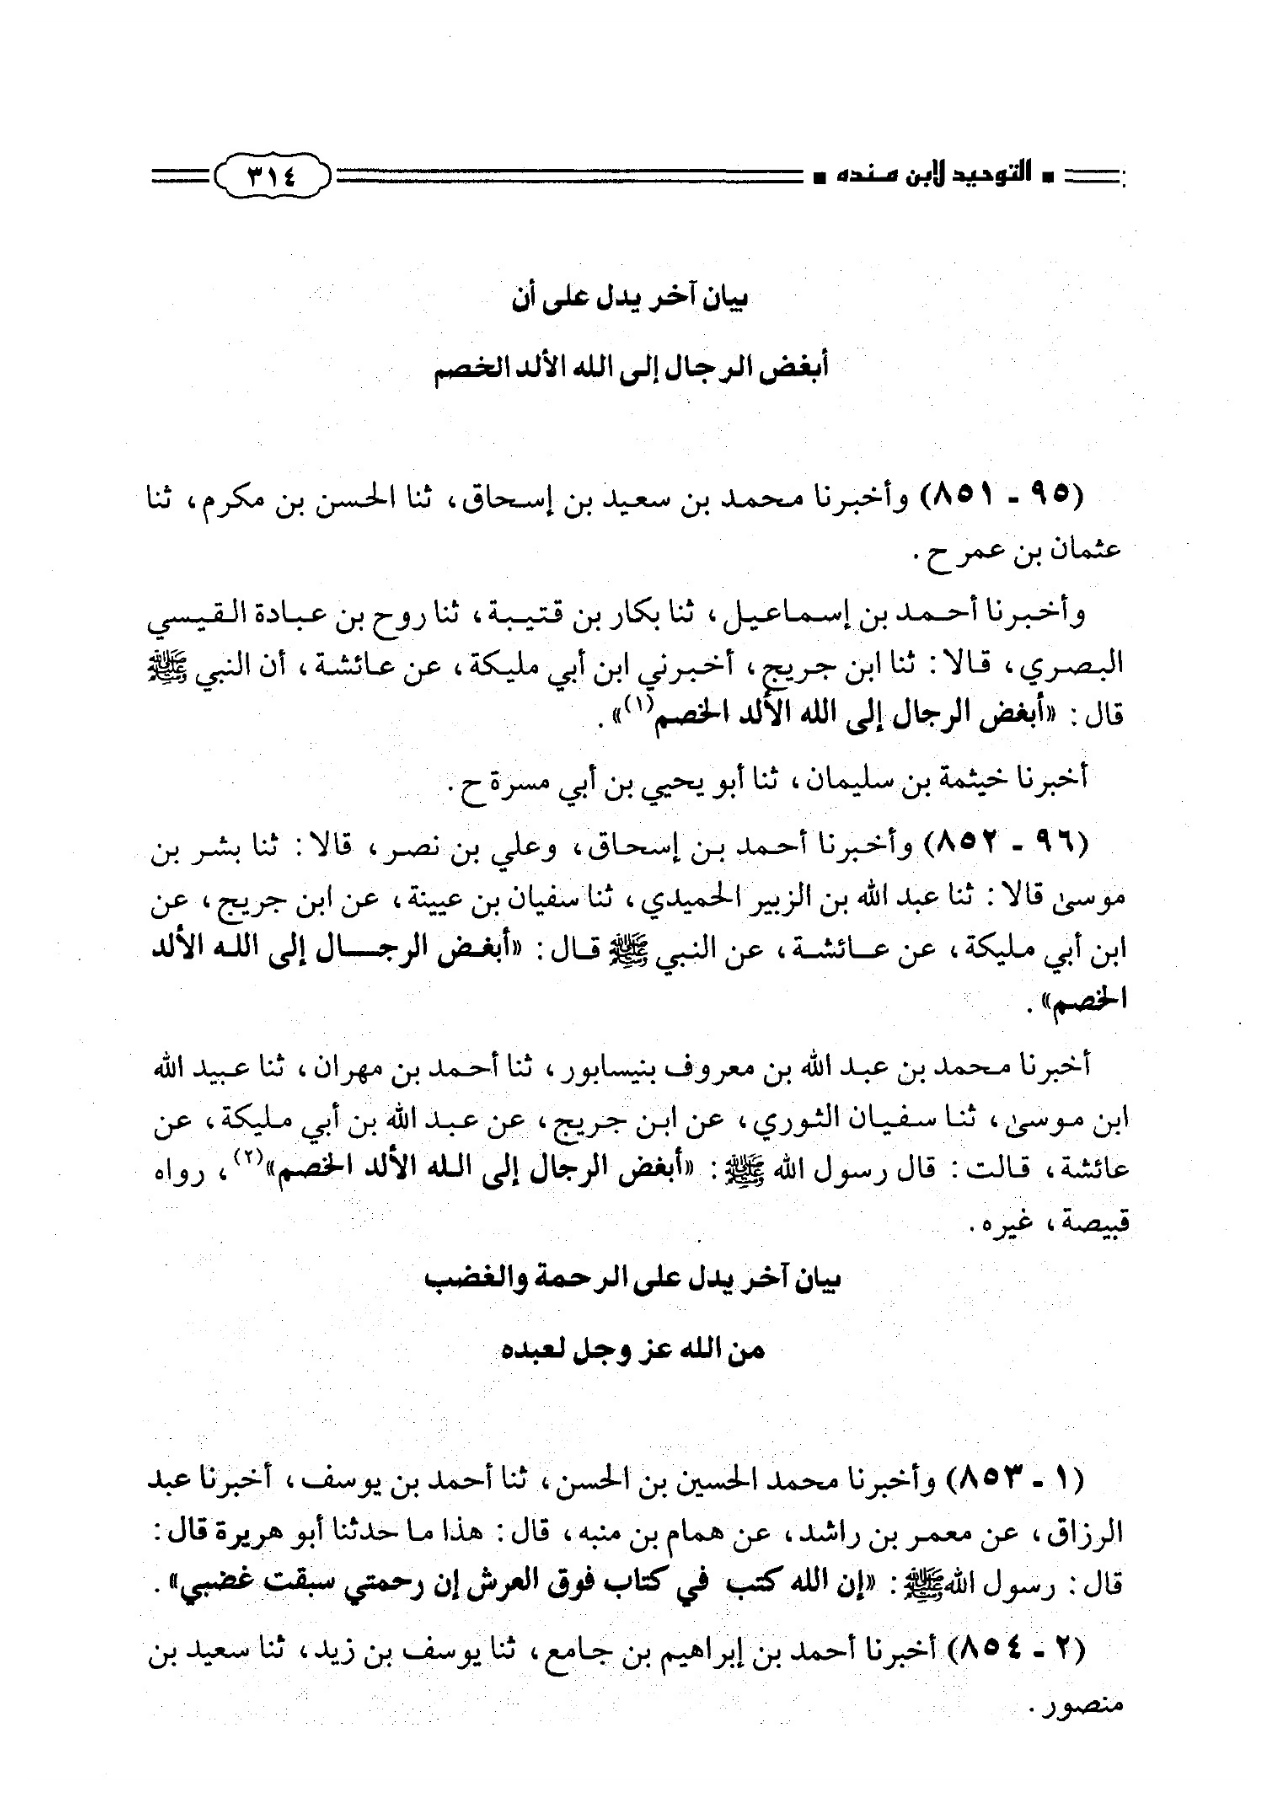 التوحيد لابن منده ٣١٤
بيان آخر يدل على أن
أبغض الرجال إلى الله الألد الخصم
(٩٥ - ٨٥١) وأخبرنا محمد بن سعيد بن إسحاق، ثنا الحسن بن مكرم، ثنا
عثمان بن عمر ح.
وأخبرنا أحمد بن إسماعيل، ثنا بكار بن قتيبة، ثنا روح بن عبادة القيسي
البصري، قالا: ثنا ابن جريج، أخبرني ابن أبي مليكة، عن عائشة، أن النبي ﷺ
قال: «أبغض الرجال إلى الله الألد الخصم(١)».
أخبرنا خيثمة بن سليمان، ثنا أبو يحيي بن أبي مسرة ح.
(٩٦ - ٨٥٢) وأخبرنا أحمد بن إسحاق، وعلي بن نصر، قالا: ثنا بشر بن
موسىٰ قالا: ثنا عبد الله بن الزبير الحميدي، ثنا سفيان بن عيينة، عن ابن جريج، عن
ابن أبي مليكة، عن عائشة، عن النبي ﷺ قال: «أبغض الرجال إلى الله الألد
الخصم».
أخبرنا محمد بن عبد الله بن معروف بنيسابور، ثنا أحمد بن مهران، ثنا عبيد الله
ابن موسىٰ، ثنا سفيان الثوري، عن ابن جريج، عن عبد الله بن أبي مليكة، عن
عائشة، قالت: قال رسول الله ﷺ: «أبغض الرجال إلى الله الألد الخصم»(٢)، رواه
قبيصة، غيره.
بيان آخر يدل على الرحمة والغضب
من الله عز وجل لعبده
(١ - ٨٥٣) وأخبرنا محمد الحسين بن الحسن، ثنا أحمد بن يوسف، أخبرنا عبد
الرزاق، عن معمر بن راشد، عن همام بن منبه، قال: هذا ما حدثنا أبو هريرة قال:
قال: رسول الله ﷺ: «إن الله كتب في كتاب فوق العرش إن رحمتي سبقت غضبي».
(٢ - ٨٥٤) أخبرنا أحمد بن إبراهيم بن جامع، ثنا يوسف بن زيد، ثنا سعيد بن
منصور.